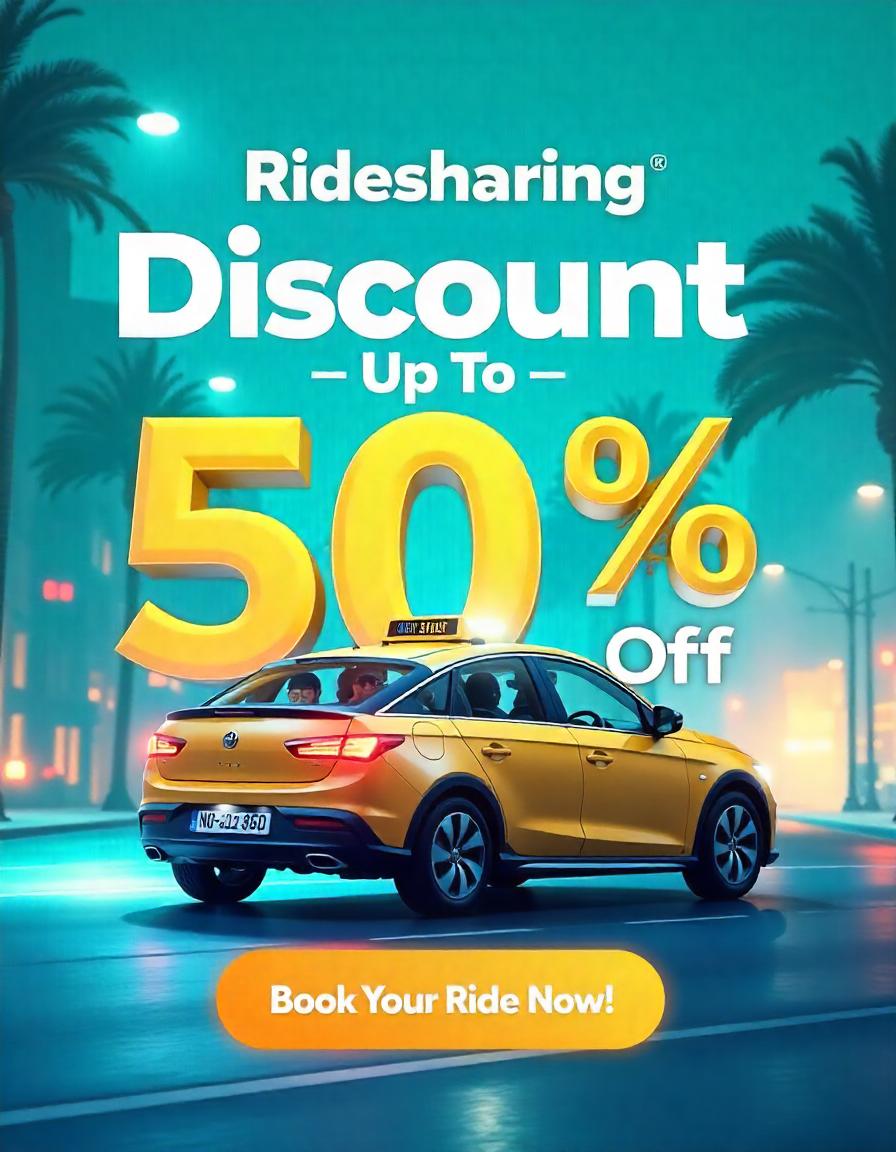 Ridesharing®
Discount
– Up To –
50%
Off
Book Your Ride Now!